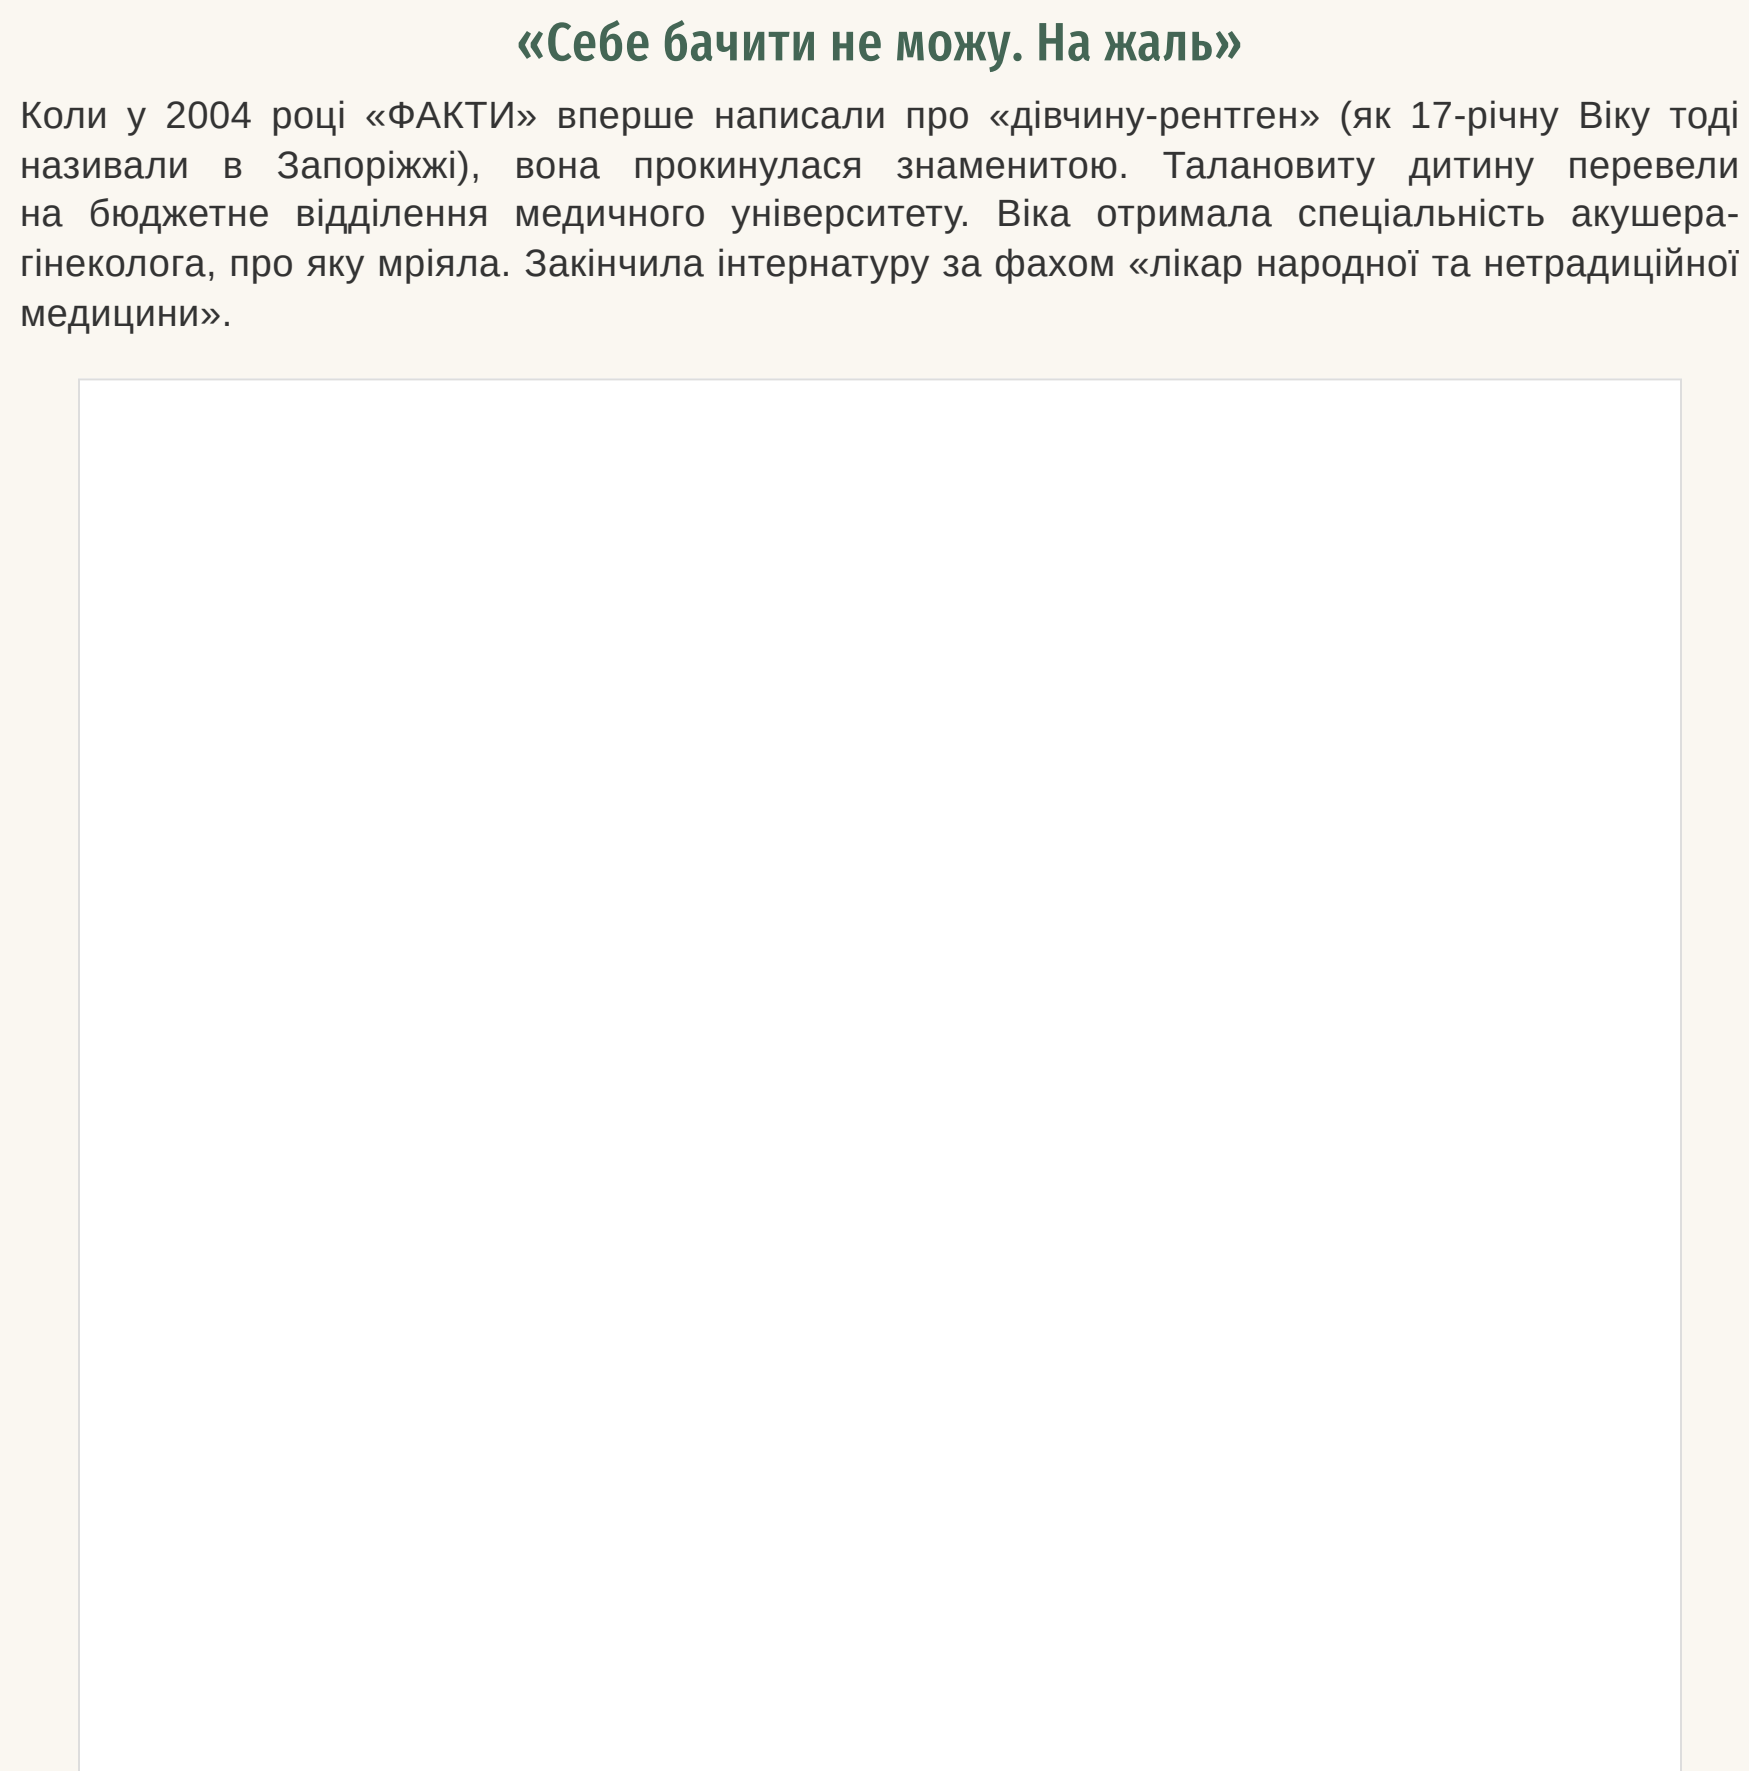 «Себе бачити не можу. На жаль»
Коли у 2004 році «ФАКТИ» вперше написали про «дівчину-рентген» (як 17-річну Віку тоді
називали в Запоріжжі), вона прокинулася знаменитою. Талановиту дитину перевели
на бюджетне відділення медичного університету. Віка отримала спеціальність акушера-
гінеколога, про яку мріяла. Закінчила інтернатуру за фахом «лікар народної та нетрадиційної
медицини».